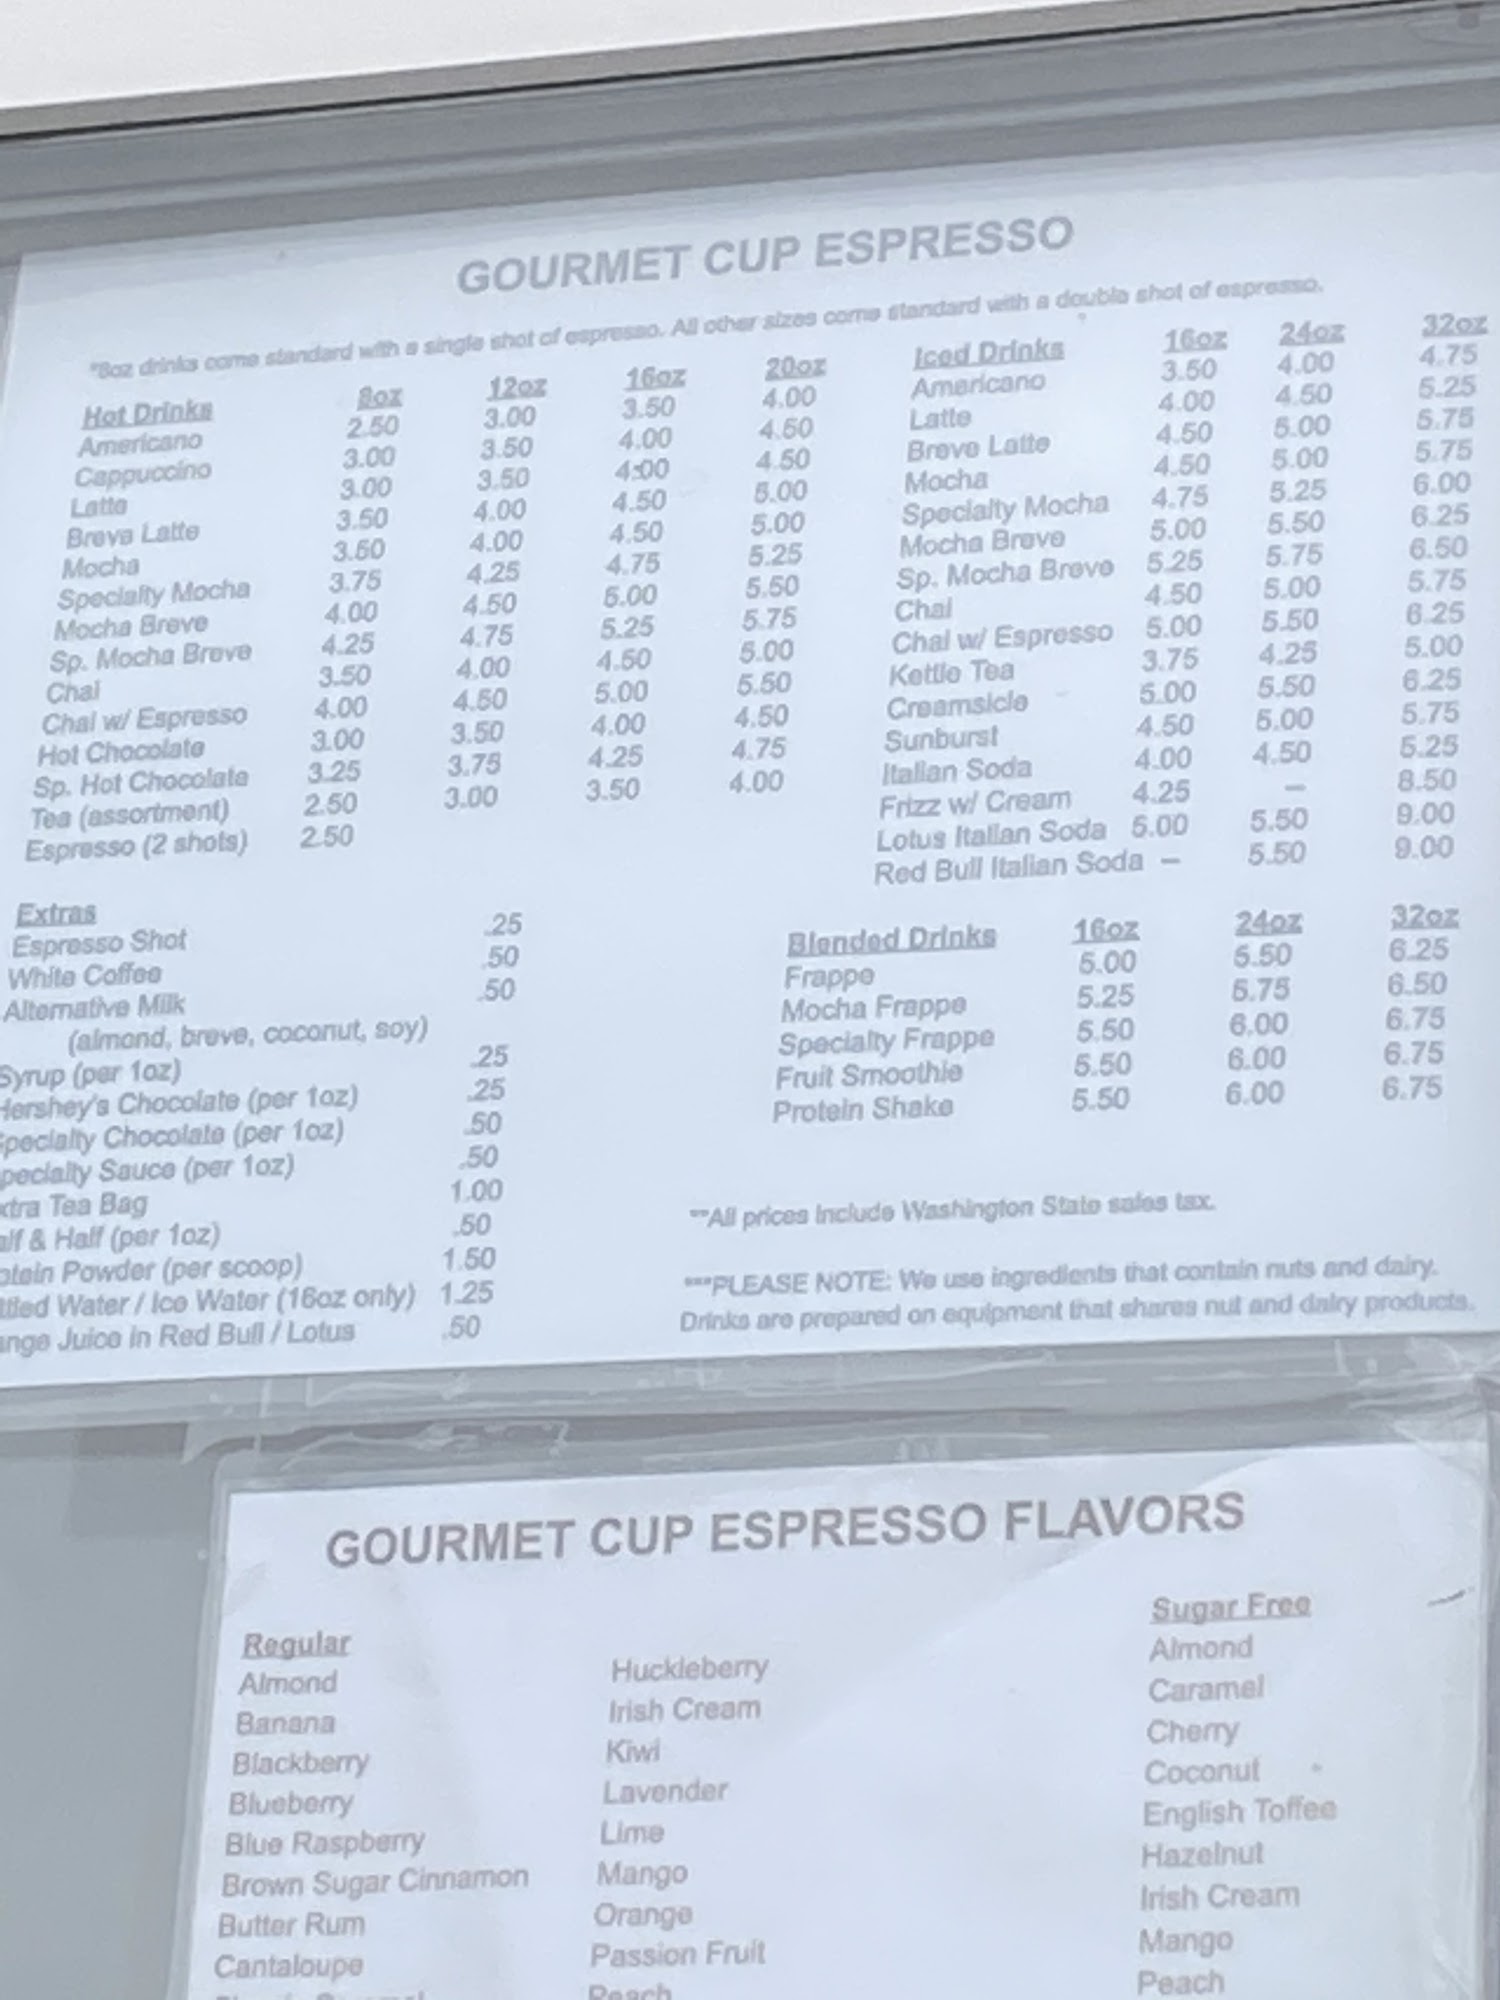 GOURMET CUP ESPRESSO
*8oz drinks come standard with a single shot of espresso. All other sizes come standard with a double shot of espresso.
Hot Drinks 8oz 12oz 16oz 20oz
Americano 2.50 3.00 3.50 4.00
Cappuccino 3.00 3.50 4.00 4.50
Latte 3.00 3.50 4:00 4.50
Breve Latte 3.50 4.00 4.50 5.00
Mocha 3.50 4.00 4.50 5.00
Specialty Mocha 3.75 4.25 4.75 5.25
Mocha Breve 4.00 4.50 5.00 5.50
Sp. Mocha Breve 4.25 4.75 5.25 5.75
Chai 3.50 4.00 4.50 5.00
Chai w/ Espresso 4.00 4.50 5.00 5.50
Hot Chocolate 3.00 3.50 4.00 4.50
Sp. Hot Chocolate 3.25 3.75 4.25 4.75
Tea (assortment) 2.50 3.00 3.50 4.00
Espresso (2 shots) 2.50
Iced Drinks 16oz 24oz 32oz
Americano 3.50 4.00 4.75
Latte 4.00 4.50 5.25
Breve Latte 4.50 5.00 5.75
Mocha 4.50 5.00 5.75
Specialty Mocha 4.75 5.25 6.00
Mocha Breve 5.00 5.50 6.25
Sp. Mocha Breve 5.25 5.75 6.50
Chai 4.50 5.00 5.75
Chai w/ Espresso 5.00 5.50 6.25
Kettle Tea 3.75 4.25 5.00
Creamsicle 5.00 5.50 6.25
Sunburst 4.50 5.00 5.75
Italian Soda 4.00 4.50 5.25
Frizz w/ Cream 4.25 – 8.50
Lotus Italian Soda 5.00 5.50 9.00
Red Bull Italian Soda – 5.50 9.00
Extras
Espresso Shot .25
White Coffee .50
Alternative Milk .50
(almond, breve, coconut, soy)
Syrup (per 1oz) .25
Hershey's Chocolate (per 1oz) .25
pecialty Chocolate (per 1oz) .50
pecialty Sauce (per 1oz) .50
xtra Tea Bag 1.00
alf & Half (per 1oz) .50
otein Powder (per scoop) 1.50
ttled Water / Ice Water (16oz only) 1.25
ange Juice in Red Bull / Lotus .50
Blended Drinks 16oz 24oz 32oz
Frappe 5.00 5.50 6.25
Mocha Frappe 5.25 5.75 6.50
Specialty Frappe 5.50 6.00 6.75
Fruit Smoothie 5.50 6.00 6.75
Protein Shake 5.50 6.00 6.75
**All prices include Washington State sales tax.
***PLEASE NOTE: We use ingredients that contain nuts and dairy.
Drinks are prepared on equipment that shares nut and dairy products.
GOURMET CUP ESPRESSO FLAVORS
Regular
Almond
Banana
Blackberry
Blueberry
Blue Raspberry
Brown Sugar Cinnamon
Butter Rum
Cantaloupe
Huckleberry
Irish Cream
Kiwi
Lavender
Lime
Mango
Orange
Passion Fruit
Peach
Sugar Free
Almond
Caramel
Cherry
Coconut
English Toffee
Hazelnut
Irish Cream
Mango
Peach